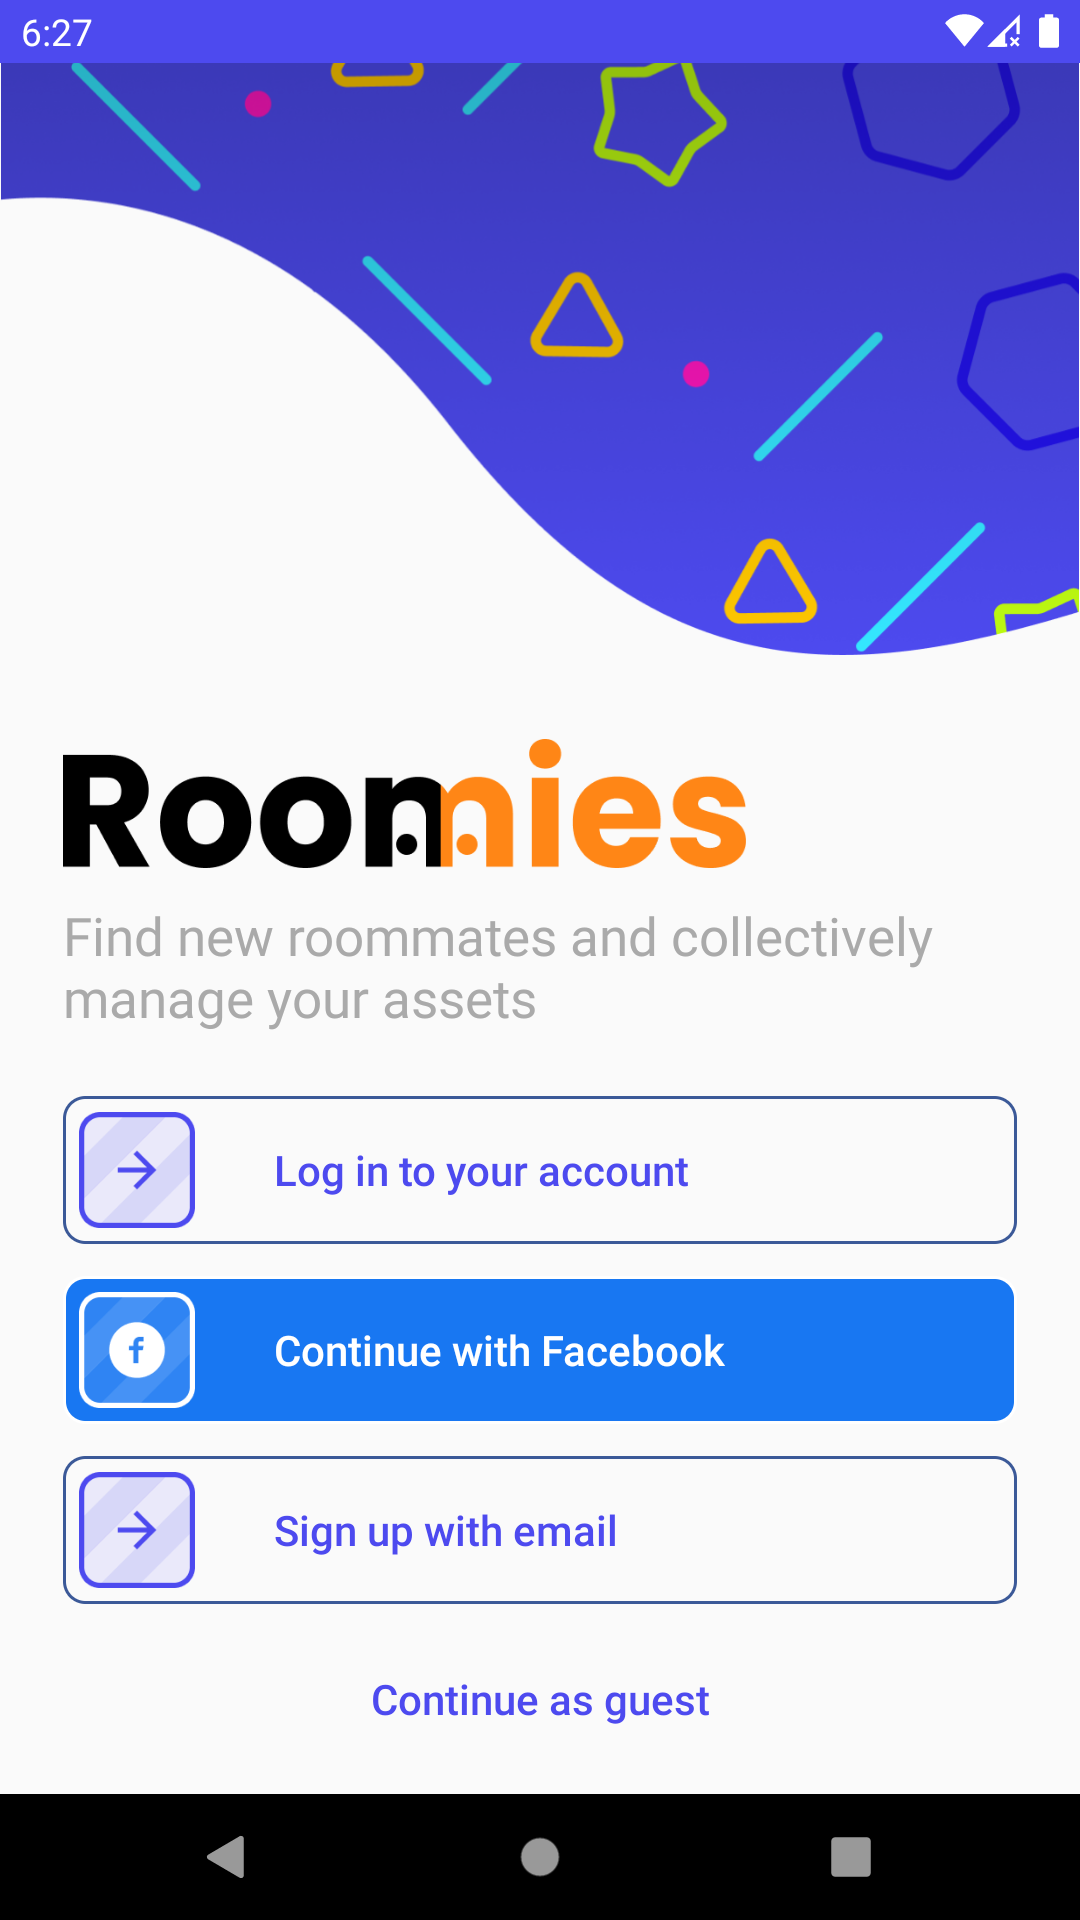 6:27
Roomies
Find new roommates and collectively
manage your assets
Log in to your account
Continue with Facebook
Sign up with email
Continue as guest